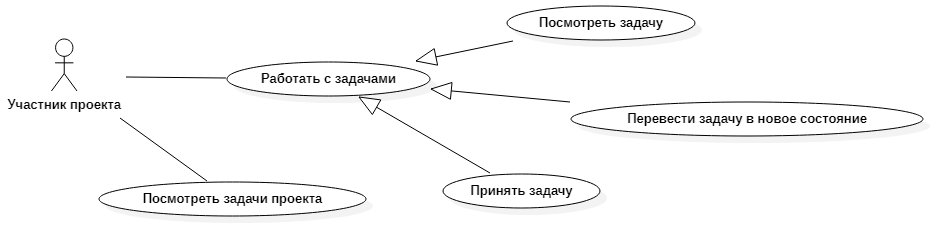 Посмотреть задачу
Работать с задачами
Участник проекта
Перевести задачу в новое состояние
Принять задачу
Посмотреть задачи проекта